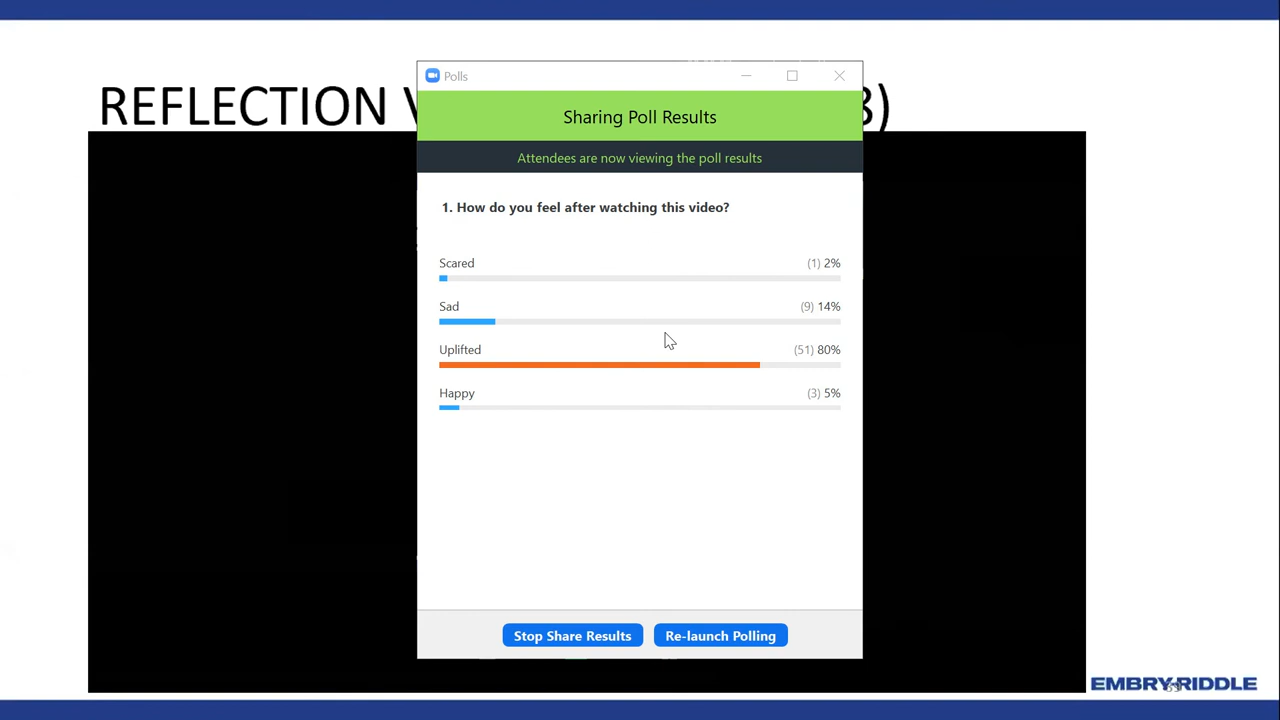 Polls
REFLECTION
Sharing Poll Results
Attendees are now viewing the poll results
1. How do you feel after watching this video?
Scared (1) 2%
Sad (9) 14%
Uplifted (51) 80%
Happy (3) 5%
Stop Share Results Re-launch Polling
EMBRY-RIDDLE